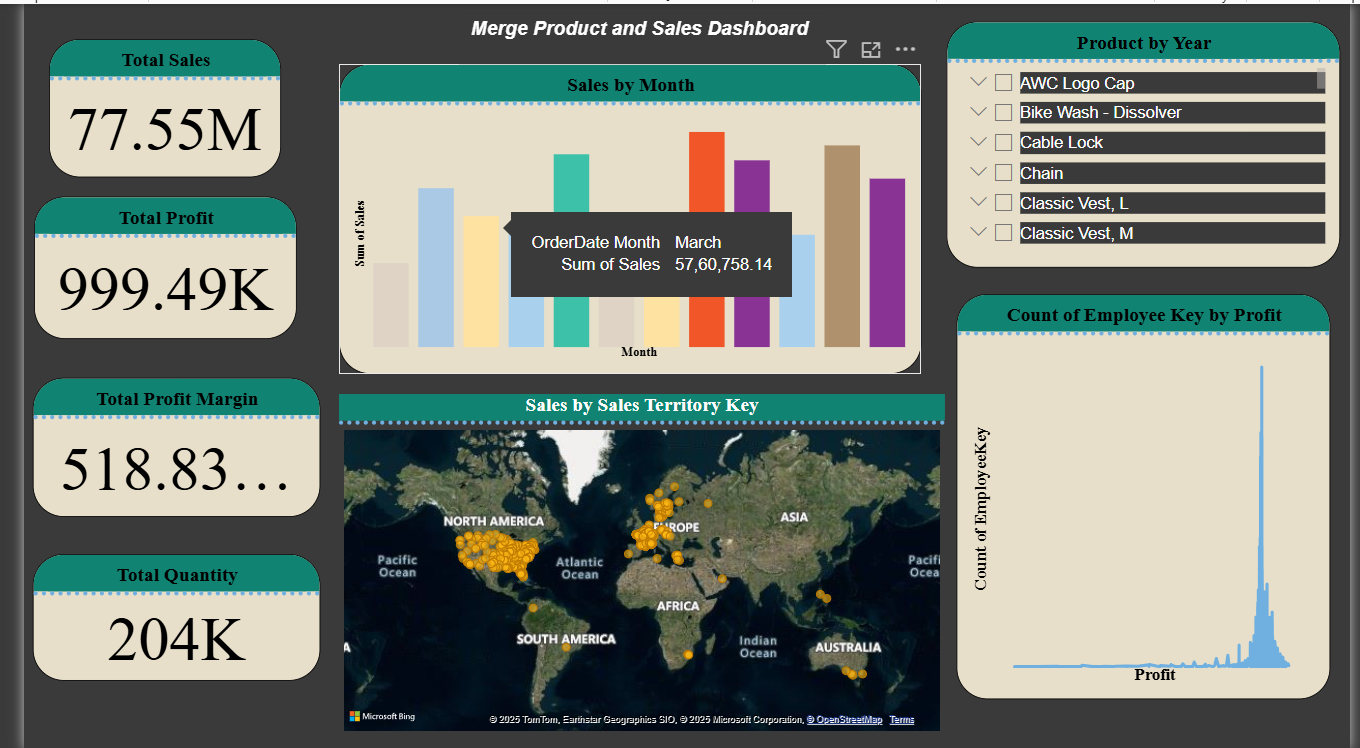 Merge Product and Sales Dashboard
Total Sales
77.55M
Total Profit
999.49K
Total Profit Margin
518.83…
Total Quantity
204K
Sales by Month
Sum of Sales
OrderDate Month March
Sum of Sales 57,60,758.14
Month
Sales by Sales Territory Key
NORTH AMERICA
EUROPE
ASIA
Pacific
Ocean
Atlantic
Ocean
Pacifi
Ocea
AFRICA
SOUTH AMERICA
Indian
Ocean
AUSTRALIA
A
Microsoft Bing
© 2025 TomTom, Earthstar Geographics SIO, © 2025 Microsoft Corporation, © OpenStreetMap Terms
Product by Year
AWC Logo Cap
Bike Wash - Dissolver
Cable Lock
Chain
Classic Vest, L
Classic Vest, M
Count of Employee Key by Profit
Count of EmployeeKey
Profit